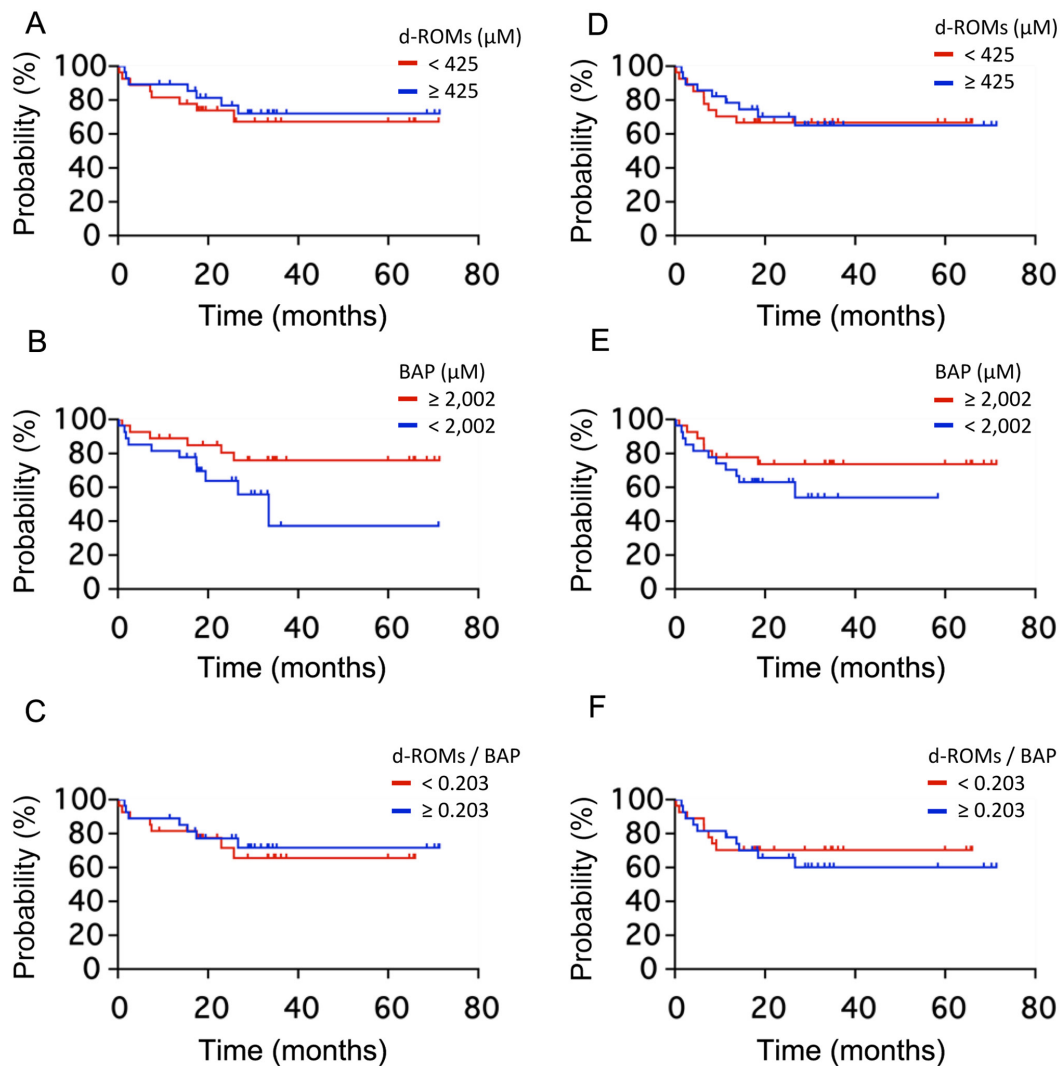 A
d-ROMs (μM)
< 425
≥ 425
Probability (%)
100
80
60
40
20
0
0 20 40 60 80
Time (months)
D
d-ROMs (μM)
< 425
≥ 425
Probability (%)
100
80
60
40
20
0
0 20 40 60 80
Time (months)
B
BAP (μM)
≥ 2,002
< 2,002
Probability (%)
100
80
60
40
20
0
0 20 40 60 80
Time (months)
E
BAP (μM)
≥ 2,002
< 2,002
Probability (%)
100
80
60
40
20
0
0 20 40 60 80
Time (months)
C
d-ROMs / BAP
< 0.203
≥ 0.203
Probability (%)
100
80
60
40
20
0
0 20 40 60 80
Time (months)
F
d-ROMs / BAP
< 0.203
≥ 0.203
Probability (%)
100
80
60
40
20
0
0 20 40 60 80
Time (months)